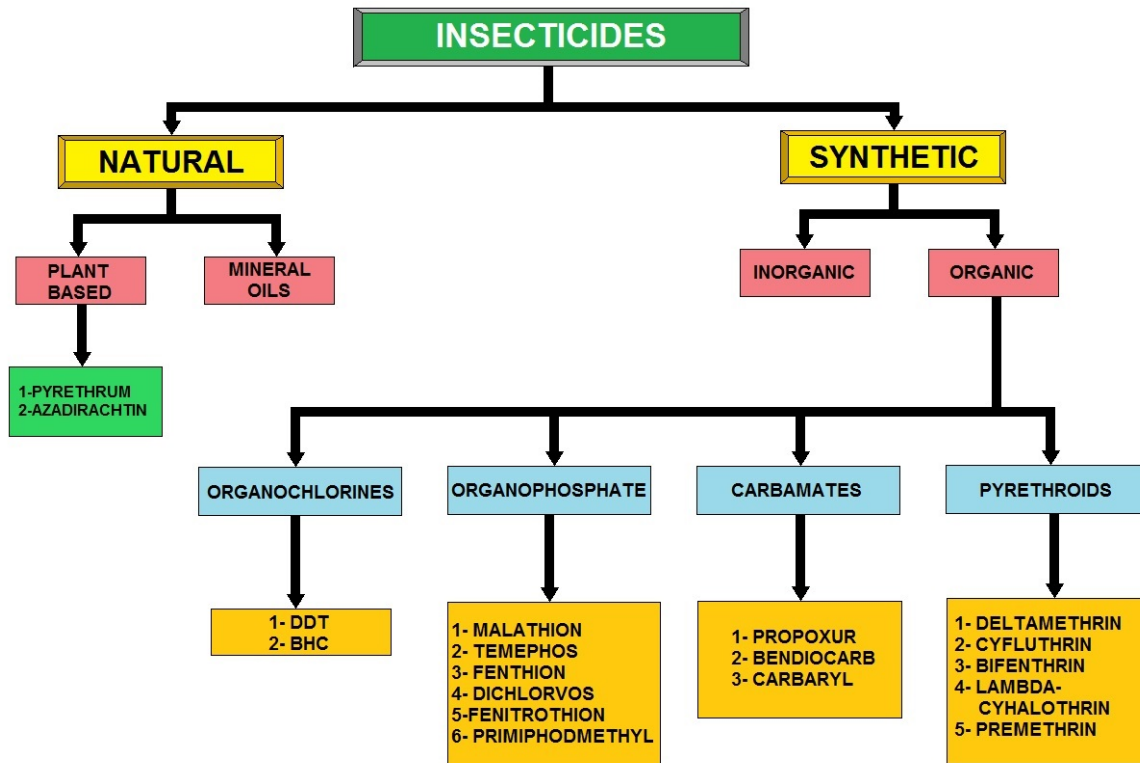 INSECTICIDES
NATURAL
SYNTHETIC
PLANT
BASED
MINERAL
OILS
INORGANIC
ORGANIC
1-PYRETHRUM
2-AZADIRACHTIN
ORGANOCHLORINES
ORGANOPHOSPHATE
CARBAMATES
PYRETHROIDS
1- DDT
2- BHC
1- MALATHION
2- TEMEPHOS
3- FENTHION
4- DICHLORVOS
5-FENITROTHION
6- PRIMIPHODMETHYL
1- PROPOXUR
2- BENDIOCARB
3- CARBARYL
1- DELTAMETHRIN
2- CYFLUTHRIN
3- BIFENTHRIN
4- LAMBDA-
CYHALOTHRIN
5- PREMETHRIN